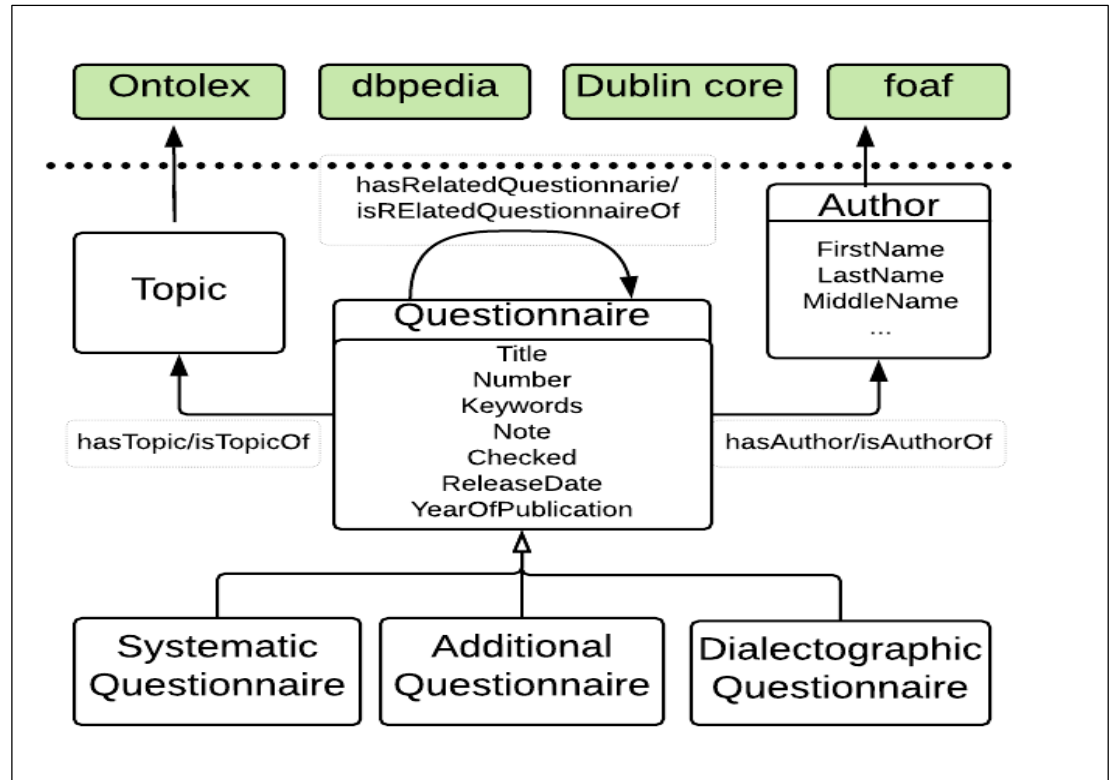 Ontolex
dbpedia
Dublin core
foaf
hasRelatedQuestionnarie/
isRElatedQuestionnaireOf
Author
FirstName
LastName
MiddleName
...
Topic
Questionnaire
Title
Number
Keywords
Note
Checked
ReleaseDate
YearOfPublication
hasTopic/isTopicOf
hasAuthor/isAuthorOf
Systematic
Questionnaire
Additional
Questionnaire
Dialectographic
Questionnaire